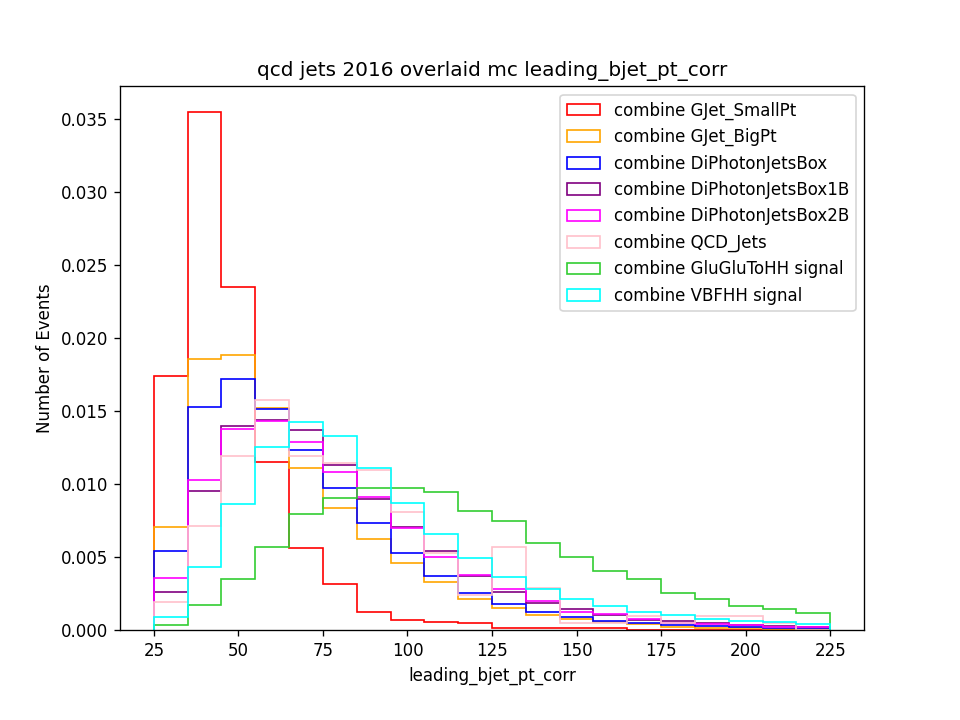 qcd jets 2016 overlaid mc leading_bjet_pt_corr
combine GJet_SmallPt
combine GJet_BigPt
combine DiPhotonJetsBox
combine DiPhotonJetsBox1B
combine DiPhotonJetsBox2B
combine QCD_Jets
combine GluGluToHH signal
combine VBFHH signal
Number of Events
0.035
0.030
0.025
0.020
0.015
0.010
0.005
0.000
25 50 75 100 125 150 175 200 225
leading_bjet_pt_corr